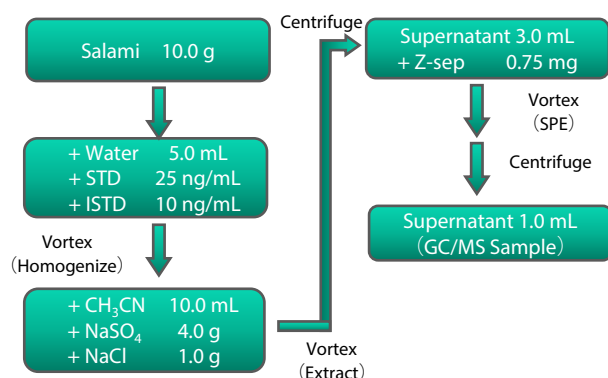 Salami 10.0 g
+ Water 5.0 mL
+ STD 25 ng/mL
+ ISTD 10 ng/mL
Vortex
(Homogenize)
+ CH₃CN 10.0 mL
+ NaSO₄ 4.0 g
+ NaCl 1.0 g
Vortex
(Extract)
Centrifuge
Supernatant 3.0 mL
+ Z-sep 0.75 mg
Vortex
(SPE)
Centrifuge
Supernatant 1.0 mL
(GC/MS Sample)